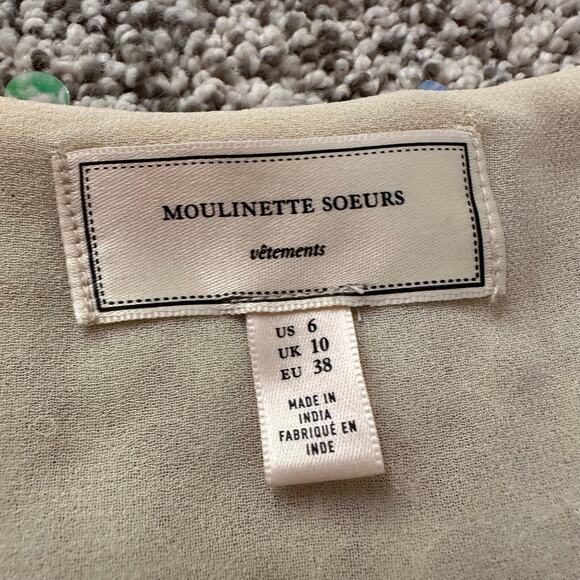 MOULINETTE SOEURS
vêtements
US 6
UK 10
EU 38
MADE IN
INDIA
FABRIQUÉ EN
INDE